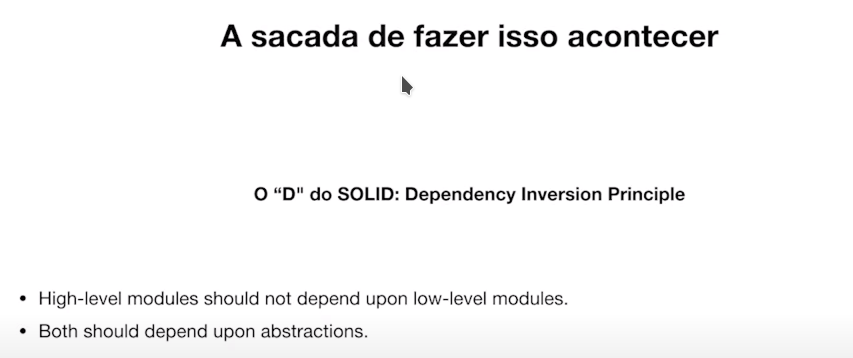 A sacada de fazer isso acontecer
O “D" do SOLID: Dependency Inversion Principle
• High-level modules should not depend upon low-level modules.
• Both should depend upon abstractions.